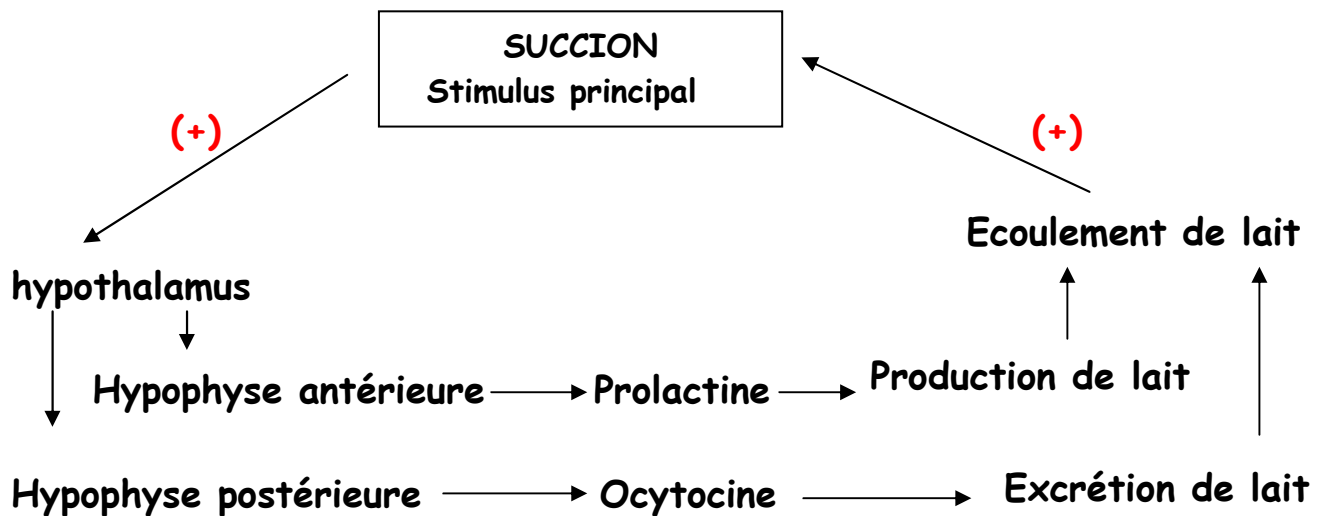 SUCCION
Stimulus principal
(+)
(+)
Ecoulement de lait
hypothalamus
Hypophyse antérieure
Prolactine
Production de lait
Hypophyse postérieure
Ocytocine
Excrétion de lait